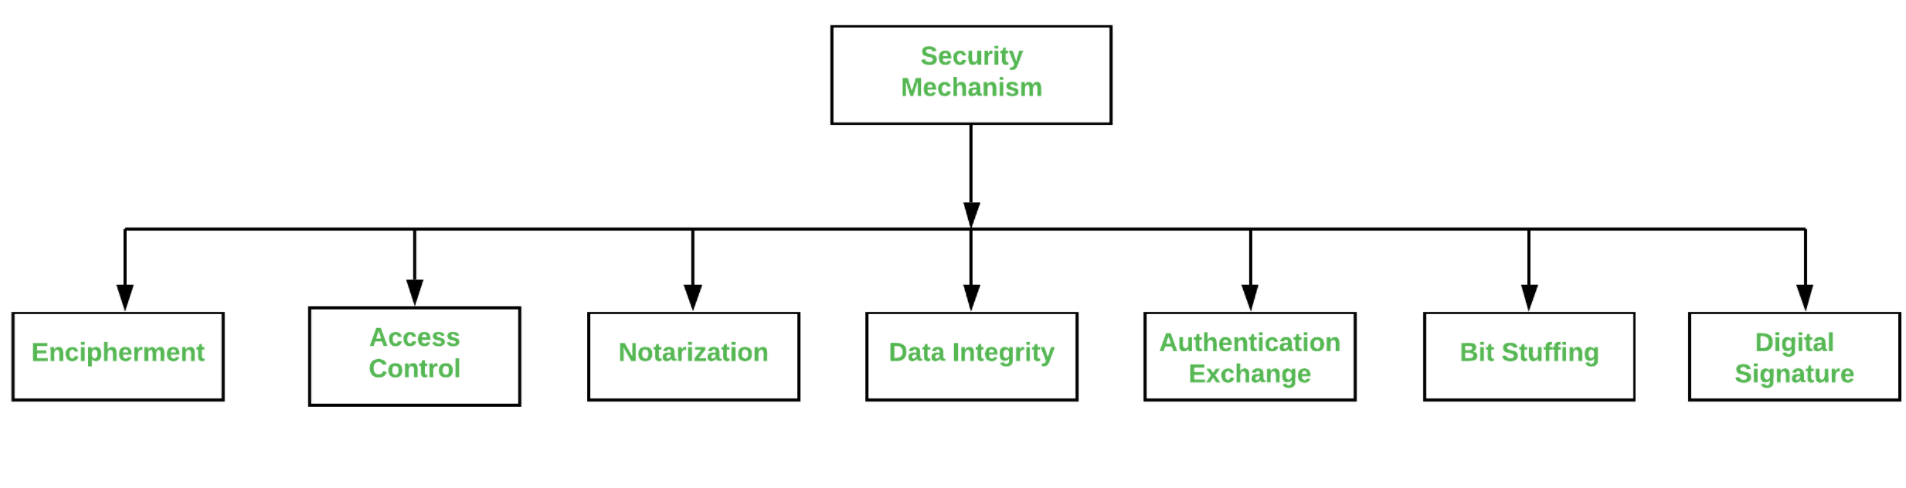 Security
Mechanism
Encipherment
Access
Control
Notarization
Data Integrity
Authentication
Exchange
Bit Stuffing
Digital
Signature